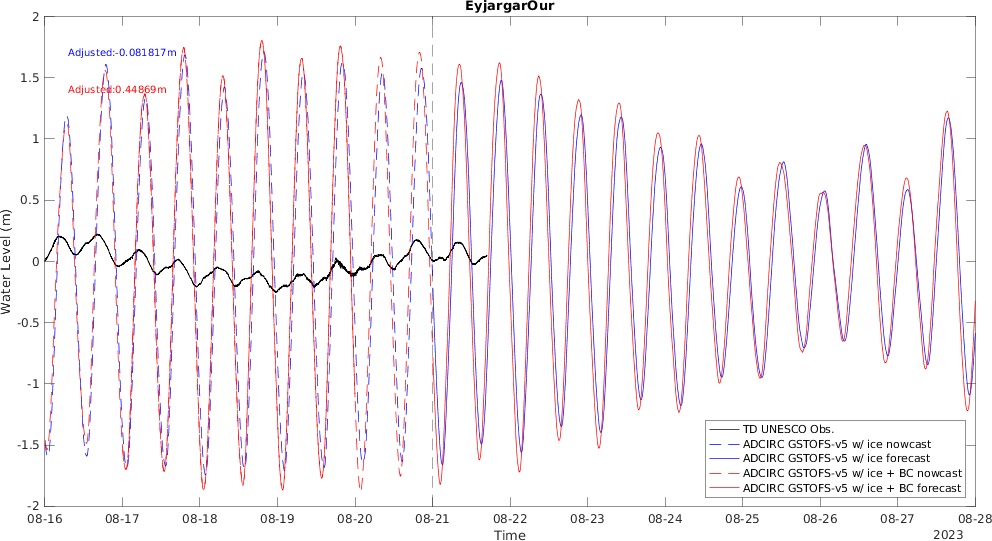 EyjargarOur
Adjusted:-0.081817m
Adjusted:0.44869m
Water Level (m)
2
1.5
1
0.5
0
-0.5
-1
-1.5
-2
TD UNESCO Obs.
ADCIRC GSTOFS-v5 w/ ice nowcast
ADCIRC GSTOFS-v5 w/ ice forecast
ADCIRC GSTOFS-v5 w/ ice + BC nowcast
ADCIRC GSTOFS-v5 w/ ice + BC forecast
08-16 08-17 08-18 08-19 08-20 08-21 08-22 08-23 08-24 08-25 08-26 08-27 08-28
Time
2023